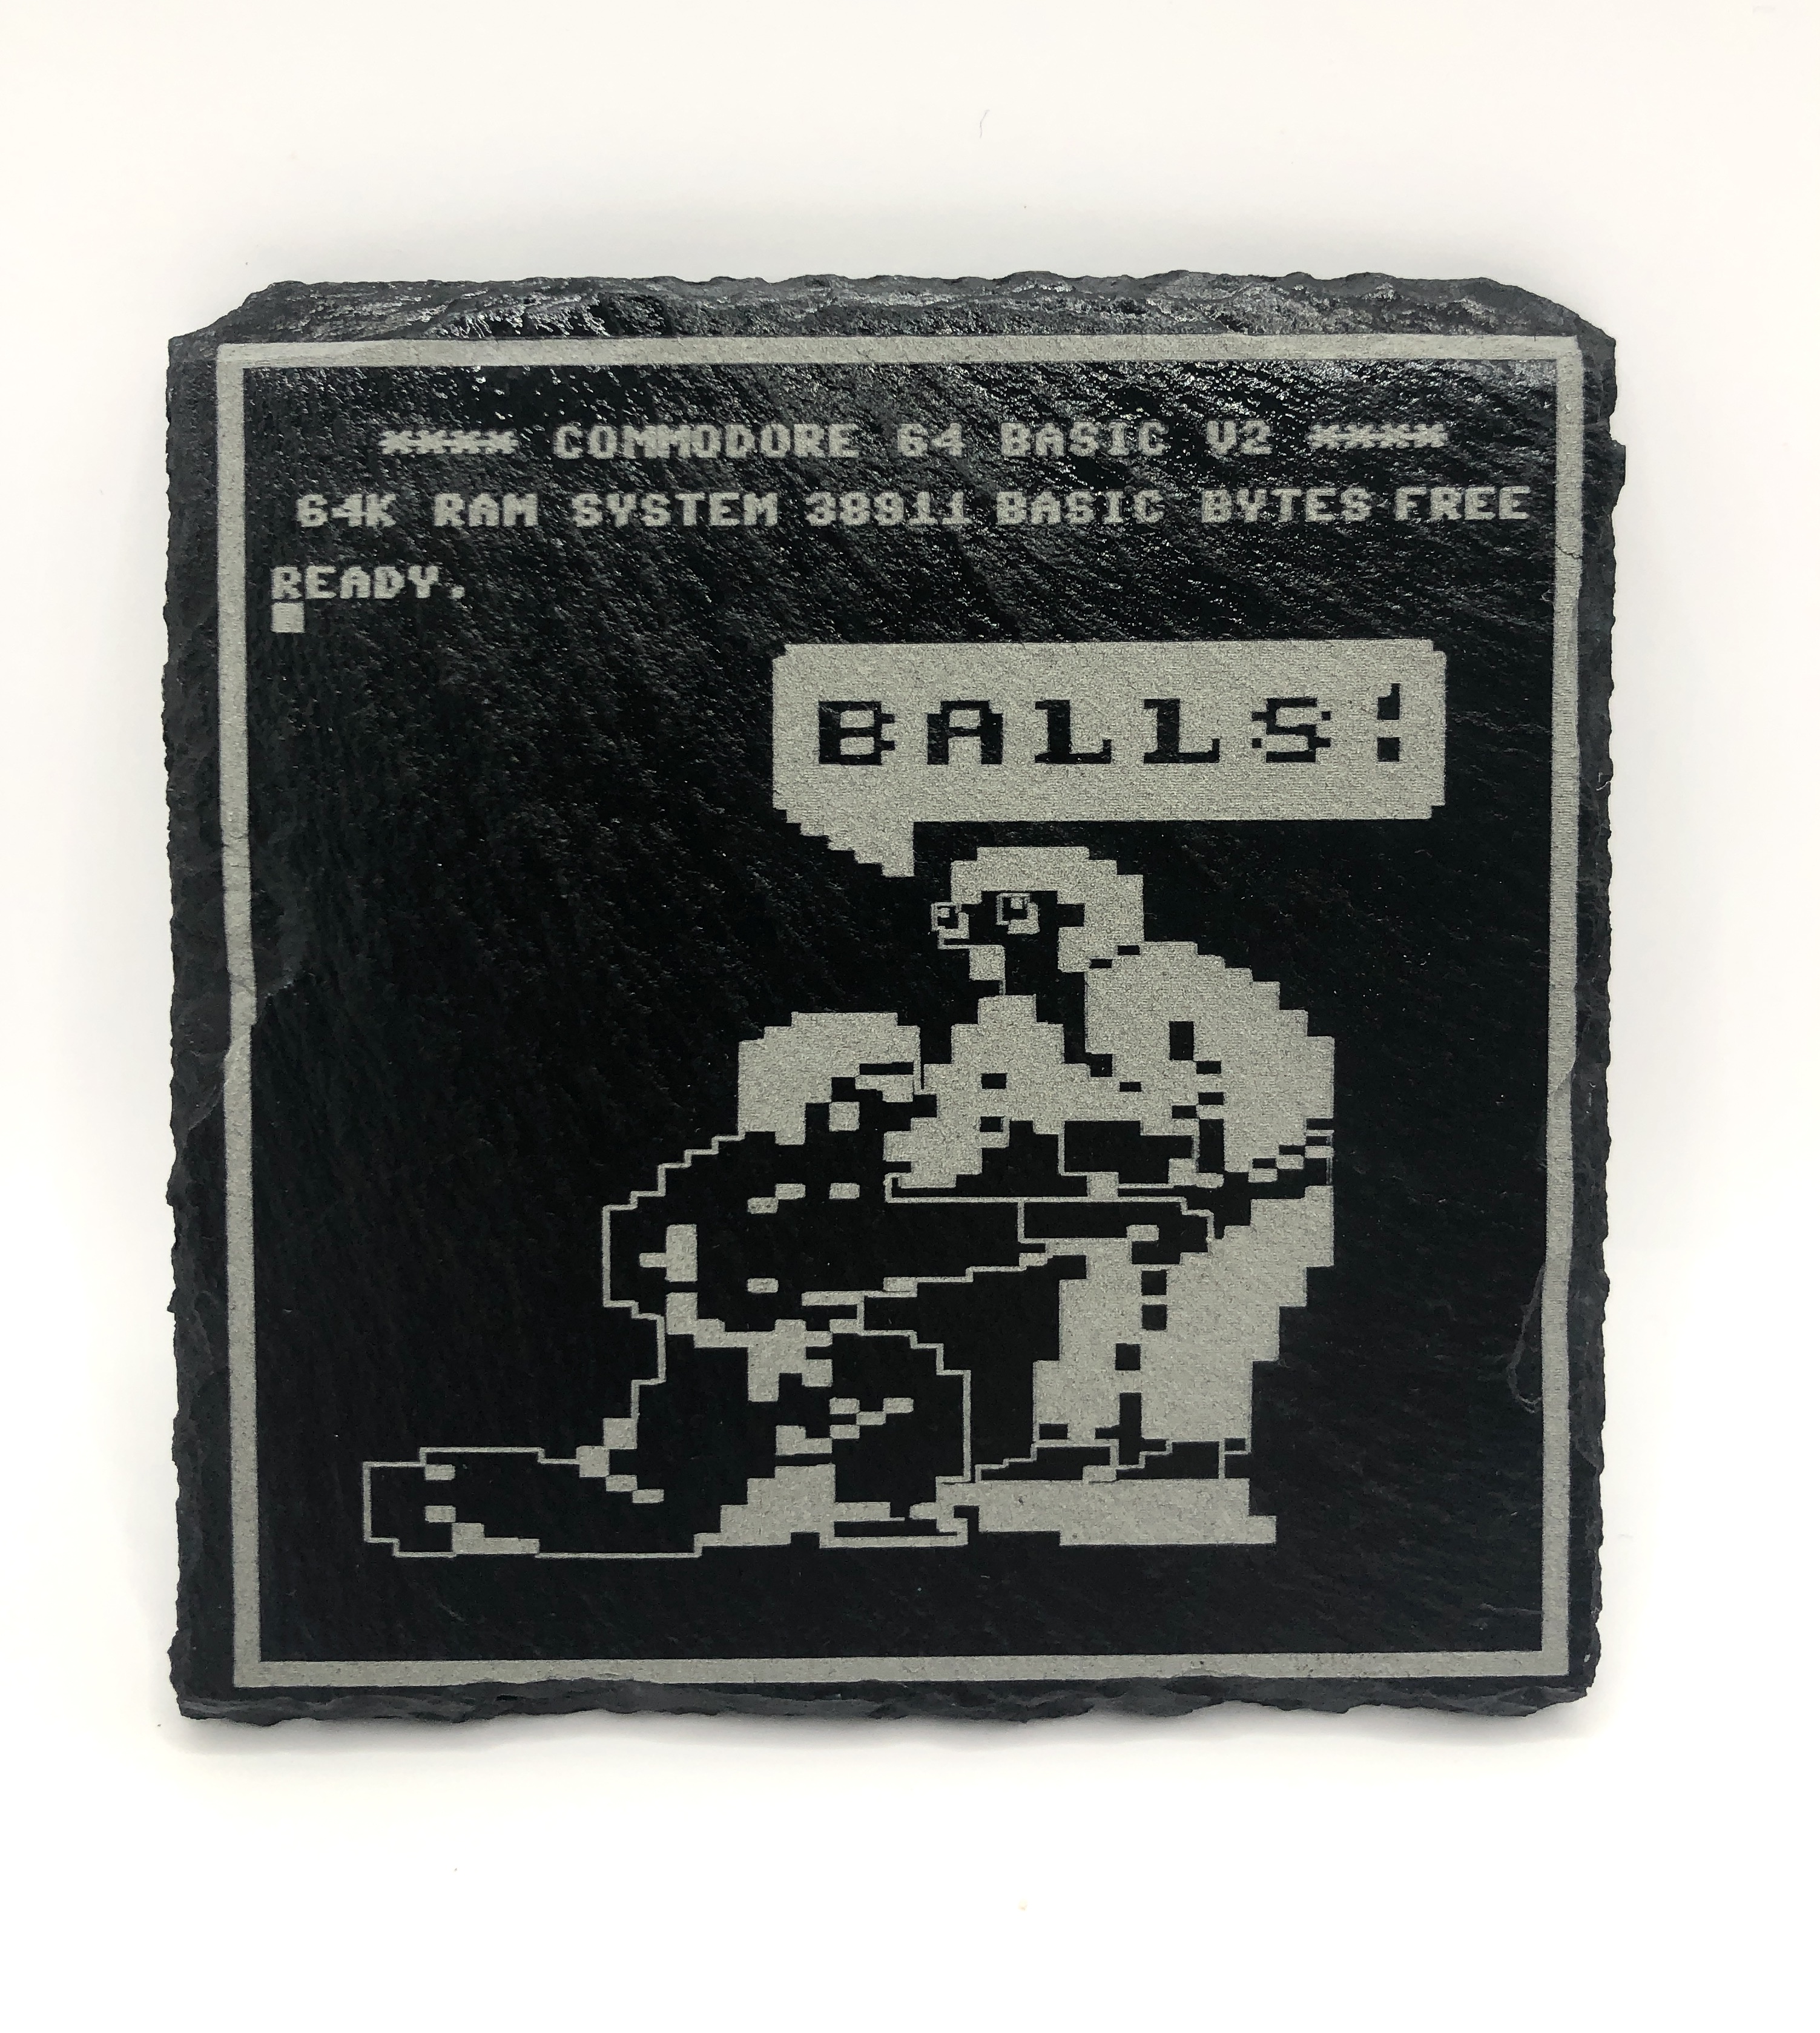 **** COMMODORE 64 BASIC V2 ****
64K RAM SYSTEM 38911 BASIC BYTES FREE
READY.
BALLS!